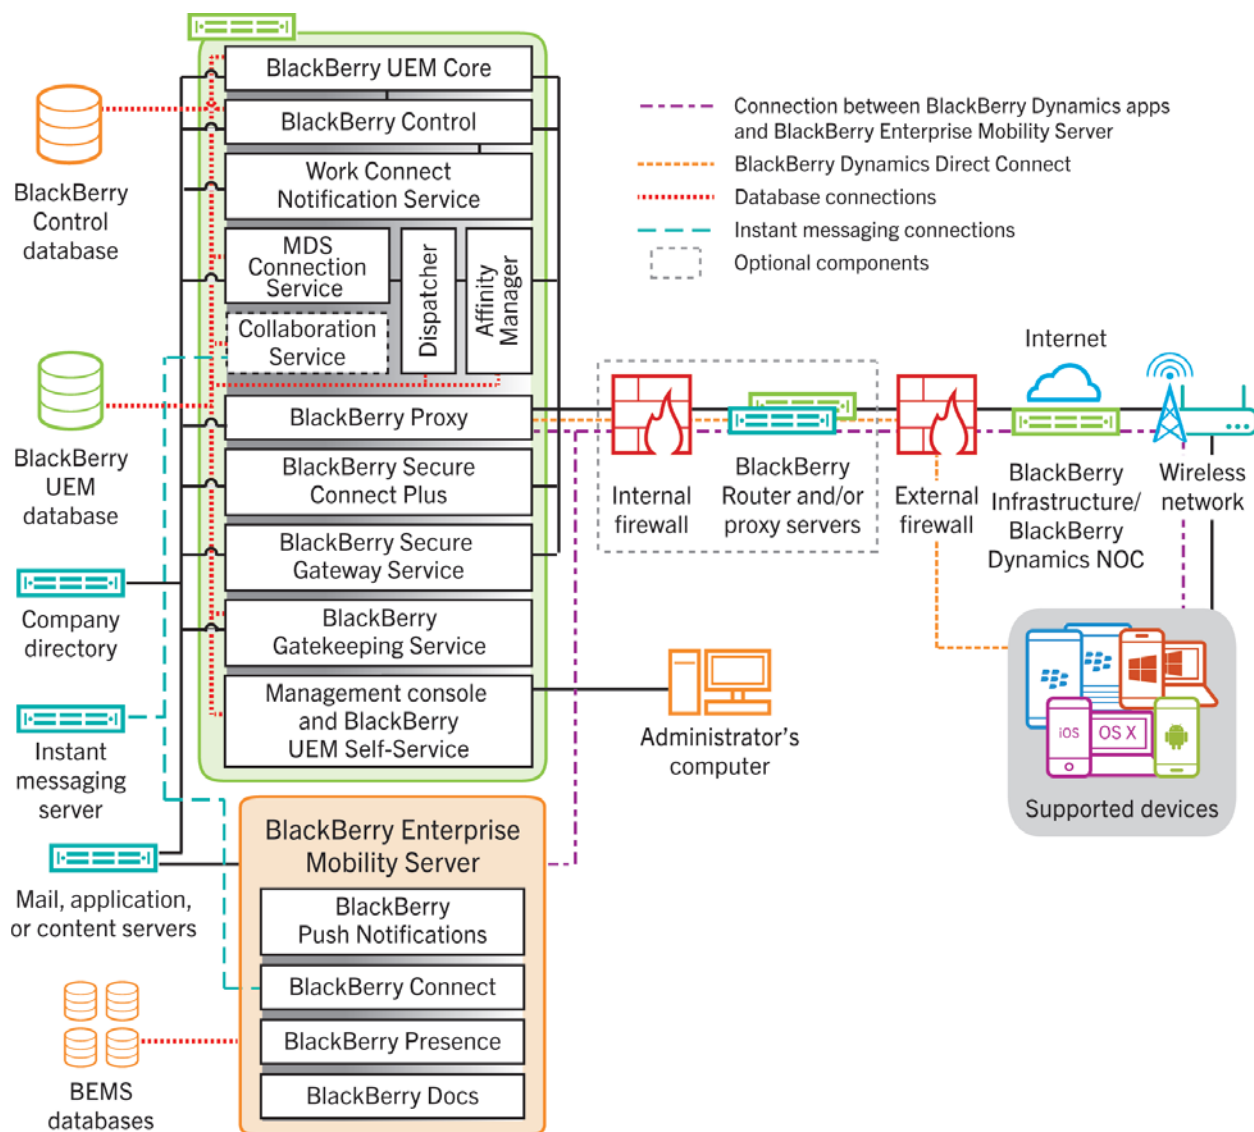 BlackBerry UEM Core
BlackBerry Control
Work Connect
Notification Service
MDS
Connection
Service
Collaboration
Service
Dispatcher
Affinity
Manager
BlackBerry Proxy
BlackBerry Secure
Connect Plus
BlackBerry Secure
Gateway Service
BlackBerry
Gatekeeping Service
Management console
and BlackBerry
UEM Self-Service
BlackBerry
Control
database
BlackBerry
UEM
database
Company
directory
Instant
messaging
server
Mail, application,
or content servers
BEMS
databases
BlackBerry Enterprise
Mobility Server
BlackBerry
Push Notifications
BlackBerry Connect
BlackBerry Presence
BlackBerry Docs
Connection between BlackBerry Dynamics apps
and BlackBerry Enterprise Mobility Server
BlackBerry Dynamics Direct Connect
Database connections
Instant messaging connections
Optional components
Internal
firewall
BlackBerry
Router and/or
proxy servers
External
firewall
Internet
BlackBerry
Infrastructure/
BlackBerry
Dynamics NOC
Wireless
network
Administrator's
computer
iOS
OS X
Supported devices